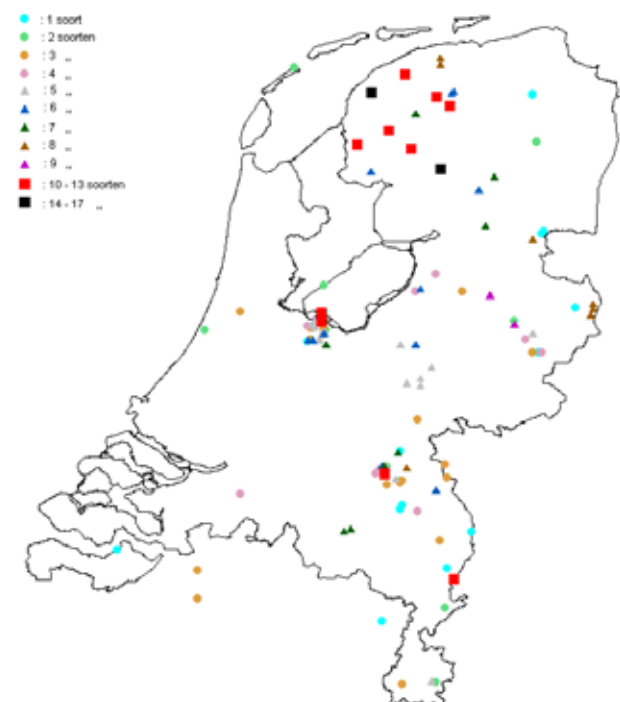 : 1 soort
: 2 soorten
: 3 „
: 4 „
: 5 „
: 6 „
: 7 „
: 8 „
: 9 „
: 10 - 13 soorten
: 14 - 17 „